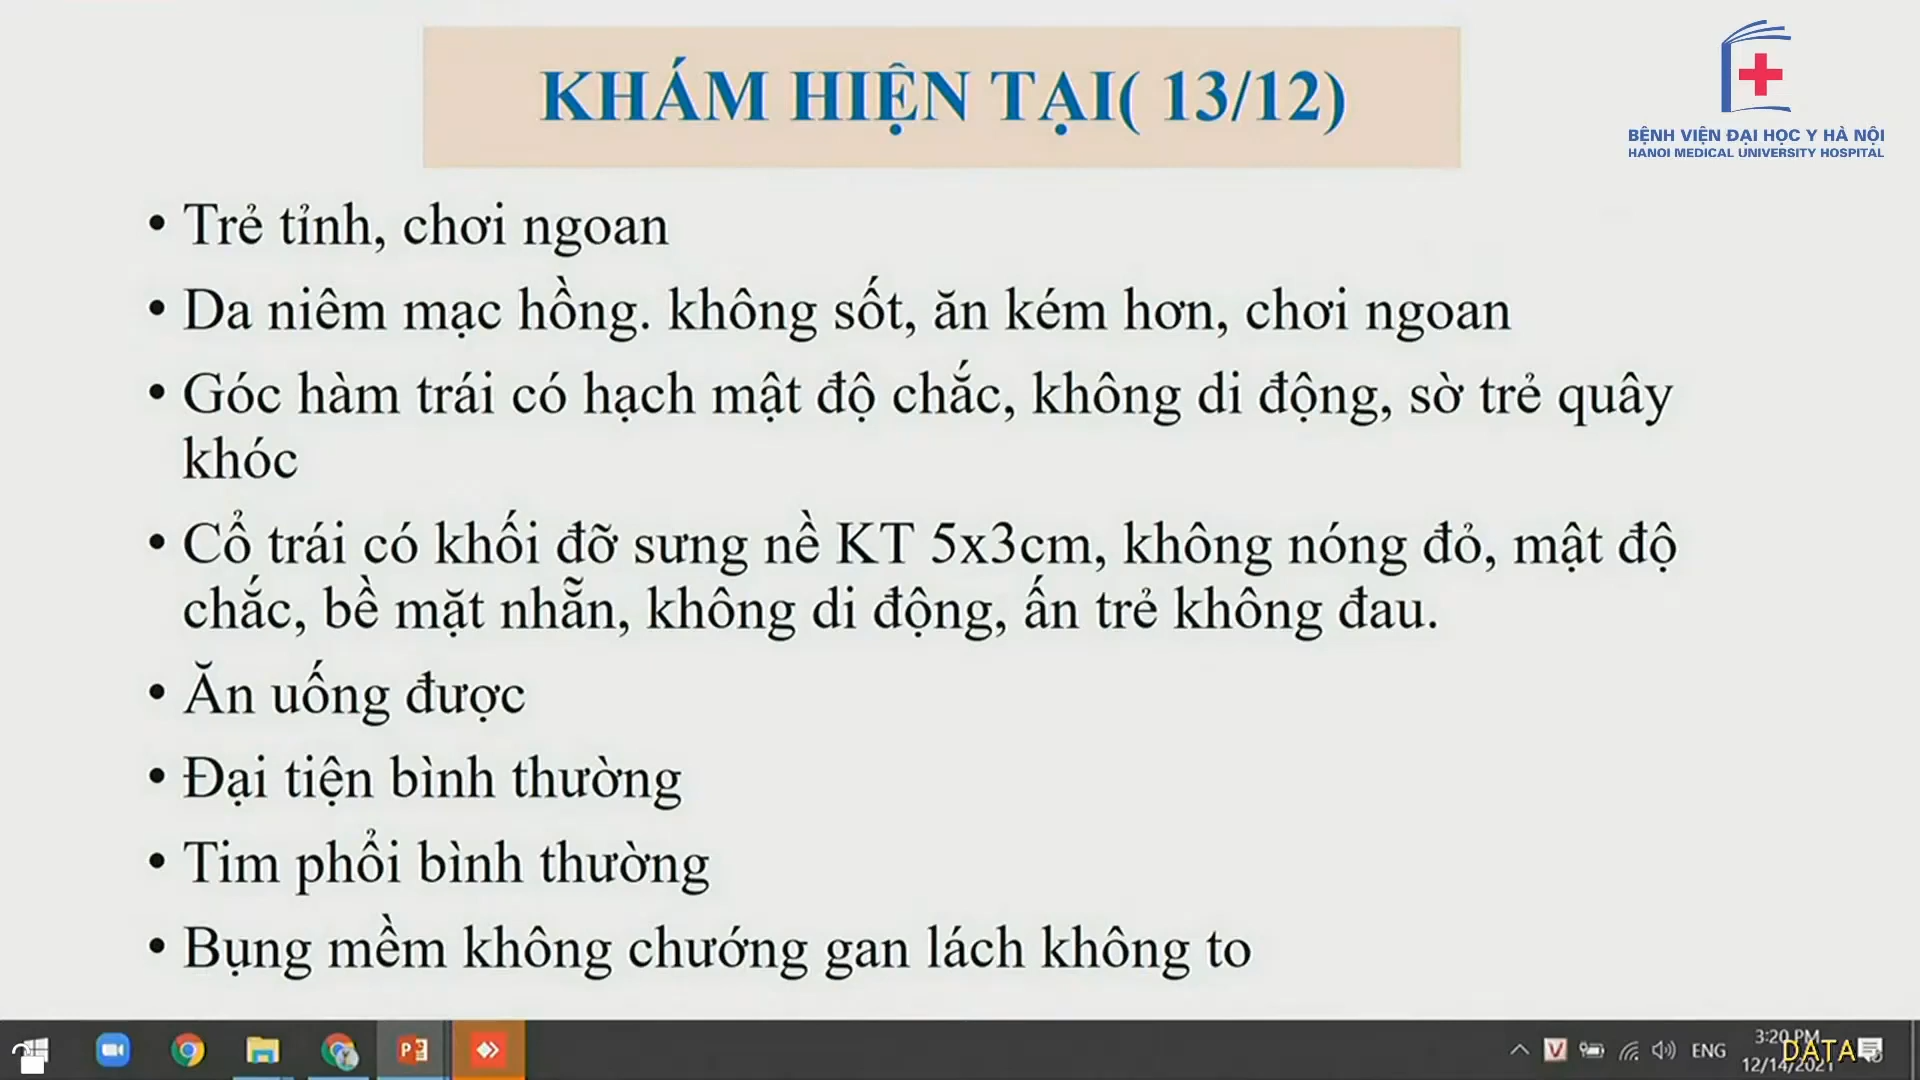 KHÁM HIỆN TẠI( 13/12)
BỆNH VIỆN ĐẠI HỌC Y HÀ NỘI
HANOI MEDICAL UNIVERSITY HOSPITAL
• Trẻ tỉnh, chơi ngoan
• Da niêm mạc hồng. không sốt, ăn kém hơn, chơi ngoan
• Góc hàm trái có hạch mật độ chắc, không di động, sờ trẻ quây
khóc
• Cổ trái có khối đỡ sưng nề KT 5x3cm, không nóng đỏ, mật độ
chắc, bề mặt nhẵn, không di động, ấn trẻ không đau.
• Ăn uống được
• Đại tiện bình thường
• Tim phổi bình thường
• Bụng mềm không chướng gan lách không to
ENG
3:20 PM
12/14/2021
DATA